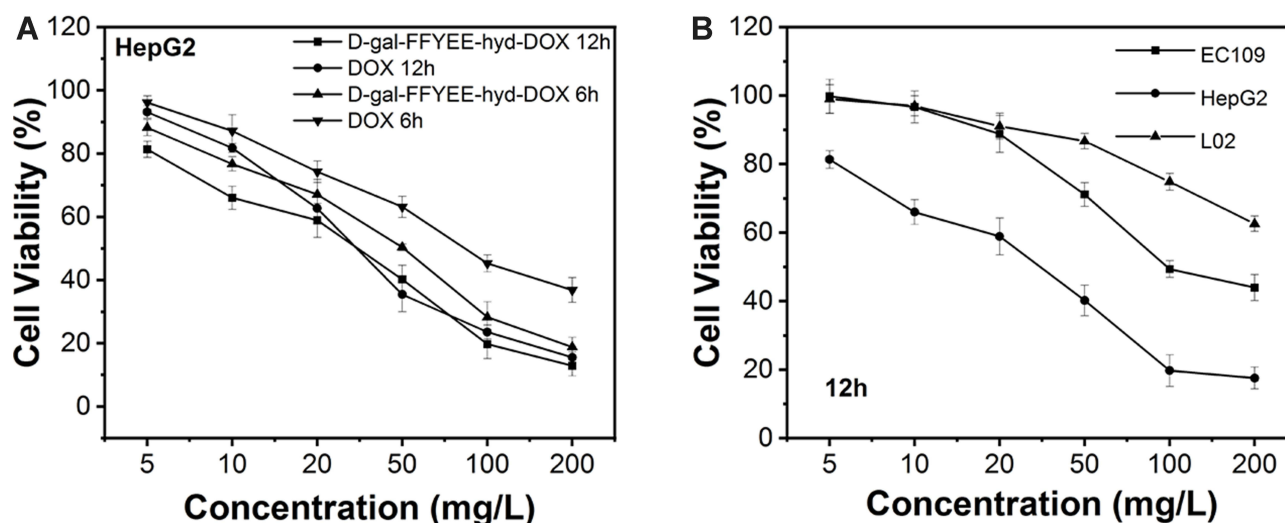 A
HepG2
D-gal-FFYEE-hyd-DOX 12h
DOX 12h
D-gal-FFYEE-hyd-DOX 6h
DOX 6h
Cell Viability (%)
120
100
80
60
40
20
0
5 10 20 50 100 200
Concentration (mg/L)
B
EC109
HepG2
L02
12h
Cell Viability (%)
120
100
80
60
40
20
0
5 10 20 50 100 200
Concentration (mg/L)